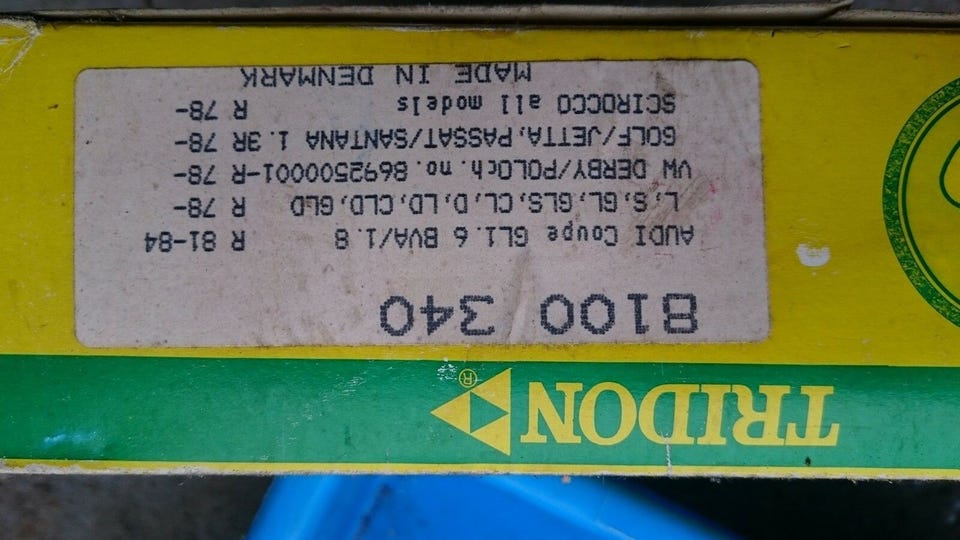 TRIDON ®
8100 340
AUDI Coupe GL1.6 BVA/1.8 R 81-84
L,S,GL,GLS,CL,D,LD,CLD,GLD R 78-
VW DERBY/POLOch. no. 8692500001-R 78-
GOLF/JETTA,PASSAT/SANTANA 1.3R 78-
SCIROCCO all models R 78-
MADE IN DENMARK